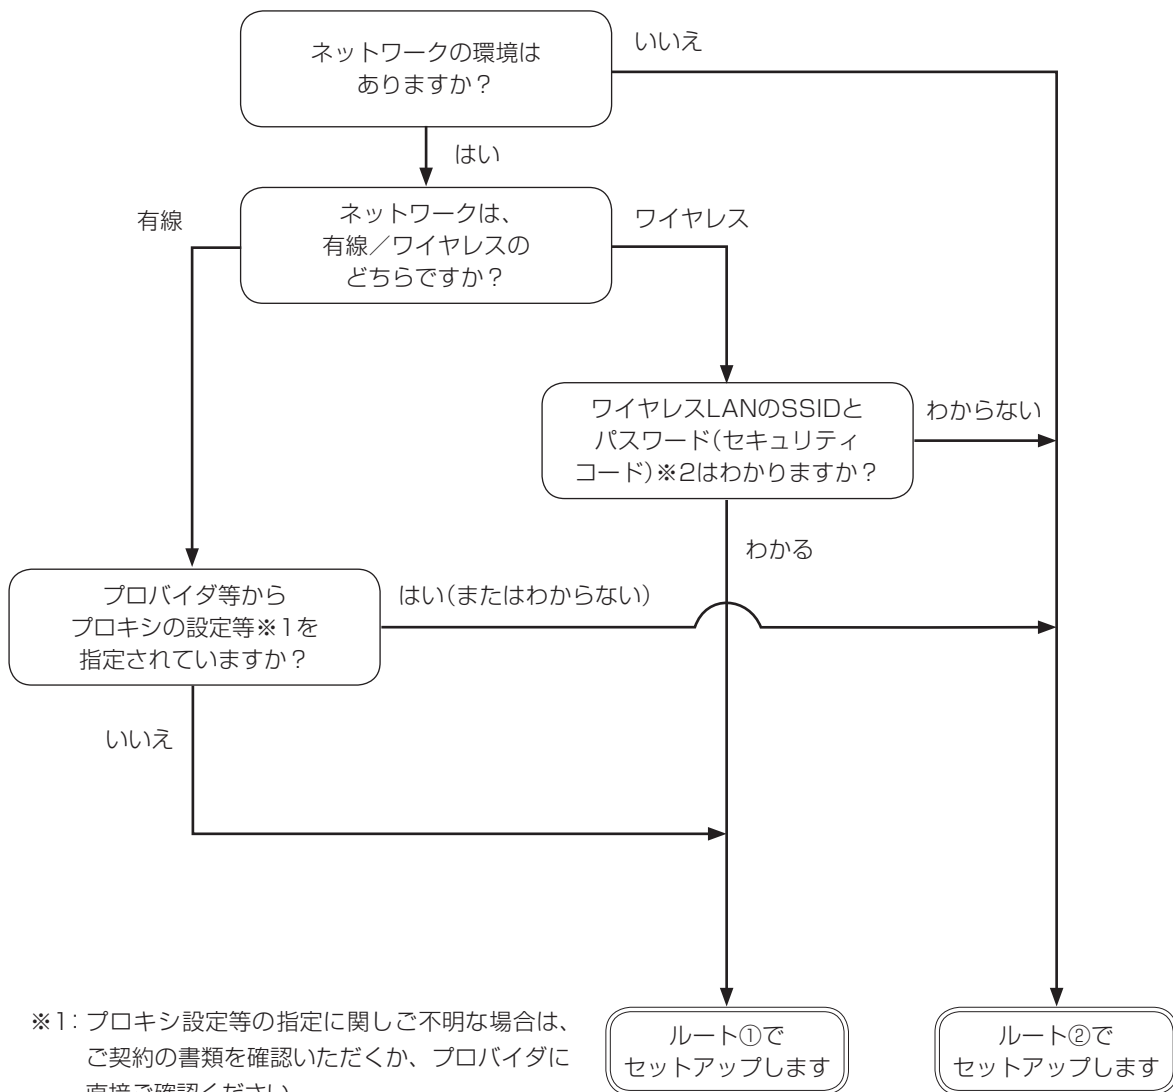 ネットワークの環境は
ありますか？
いいえ
はい
ネットワークは、
有線／ワイヤレスの
どちらですか？
有線
ワイヤレス
ワイヤレスLANのSSIDと
パスワード(セキュリティ
コード)※2はわかりますか？
わからない
わかる
プロバイダ等から
プロキシの設定等※1を
指定されていますか？
はい(またはわからない)
いいえ
※1: プロキシ設定等の指定に関しご不明な場合は、
ご契約の書類を確認いただくか、プロバイダに
直接ご確認ください
ルート①で
セットアップします
ルート②で
セットアップします